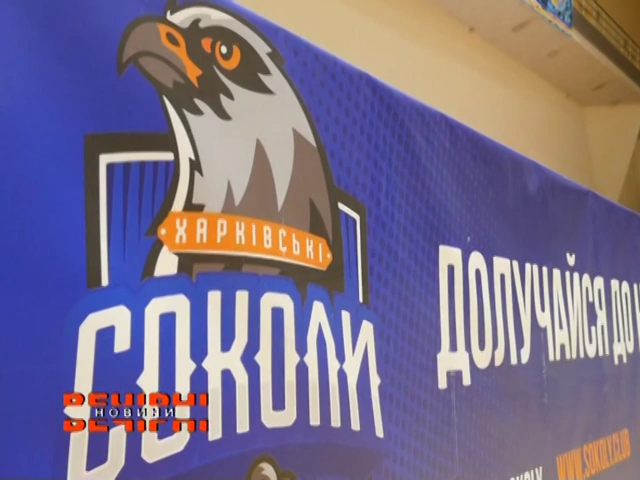 ХАРКІВСЬКІ
СОКОЛИ
ДОЛУЧАЙСЯ ДО
WWW.SOKOLY.CLUB
ВЕЧІРНІ
НОВИНИ